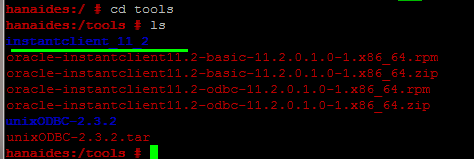 hanaides:/ # cd tools
hanaides:/tools # ls
instantclient_11_2
oracle-instantclient11.2-basic-11.2.0.1.0-1.x86_64.rpm
oracle-instantclient11.2-basic-11.2.0.1.0-1.x86_64.zip
oracle-instantclient11.2-odbc-11.2.0.1.0-1.x86_64.rpm
oracle-instantclient11.2-odbc-11.2.0.1.0-1.x86_64.zip
unixODBC-2.3.2
unixODBC-2.3.2.tar
hanaides:/tools #